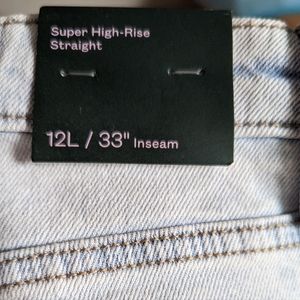 Super High-Rise
Straight
12L / 33" Inseam